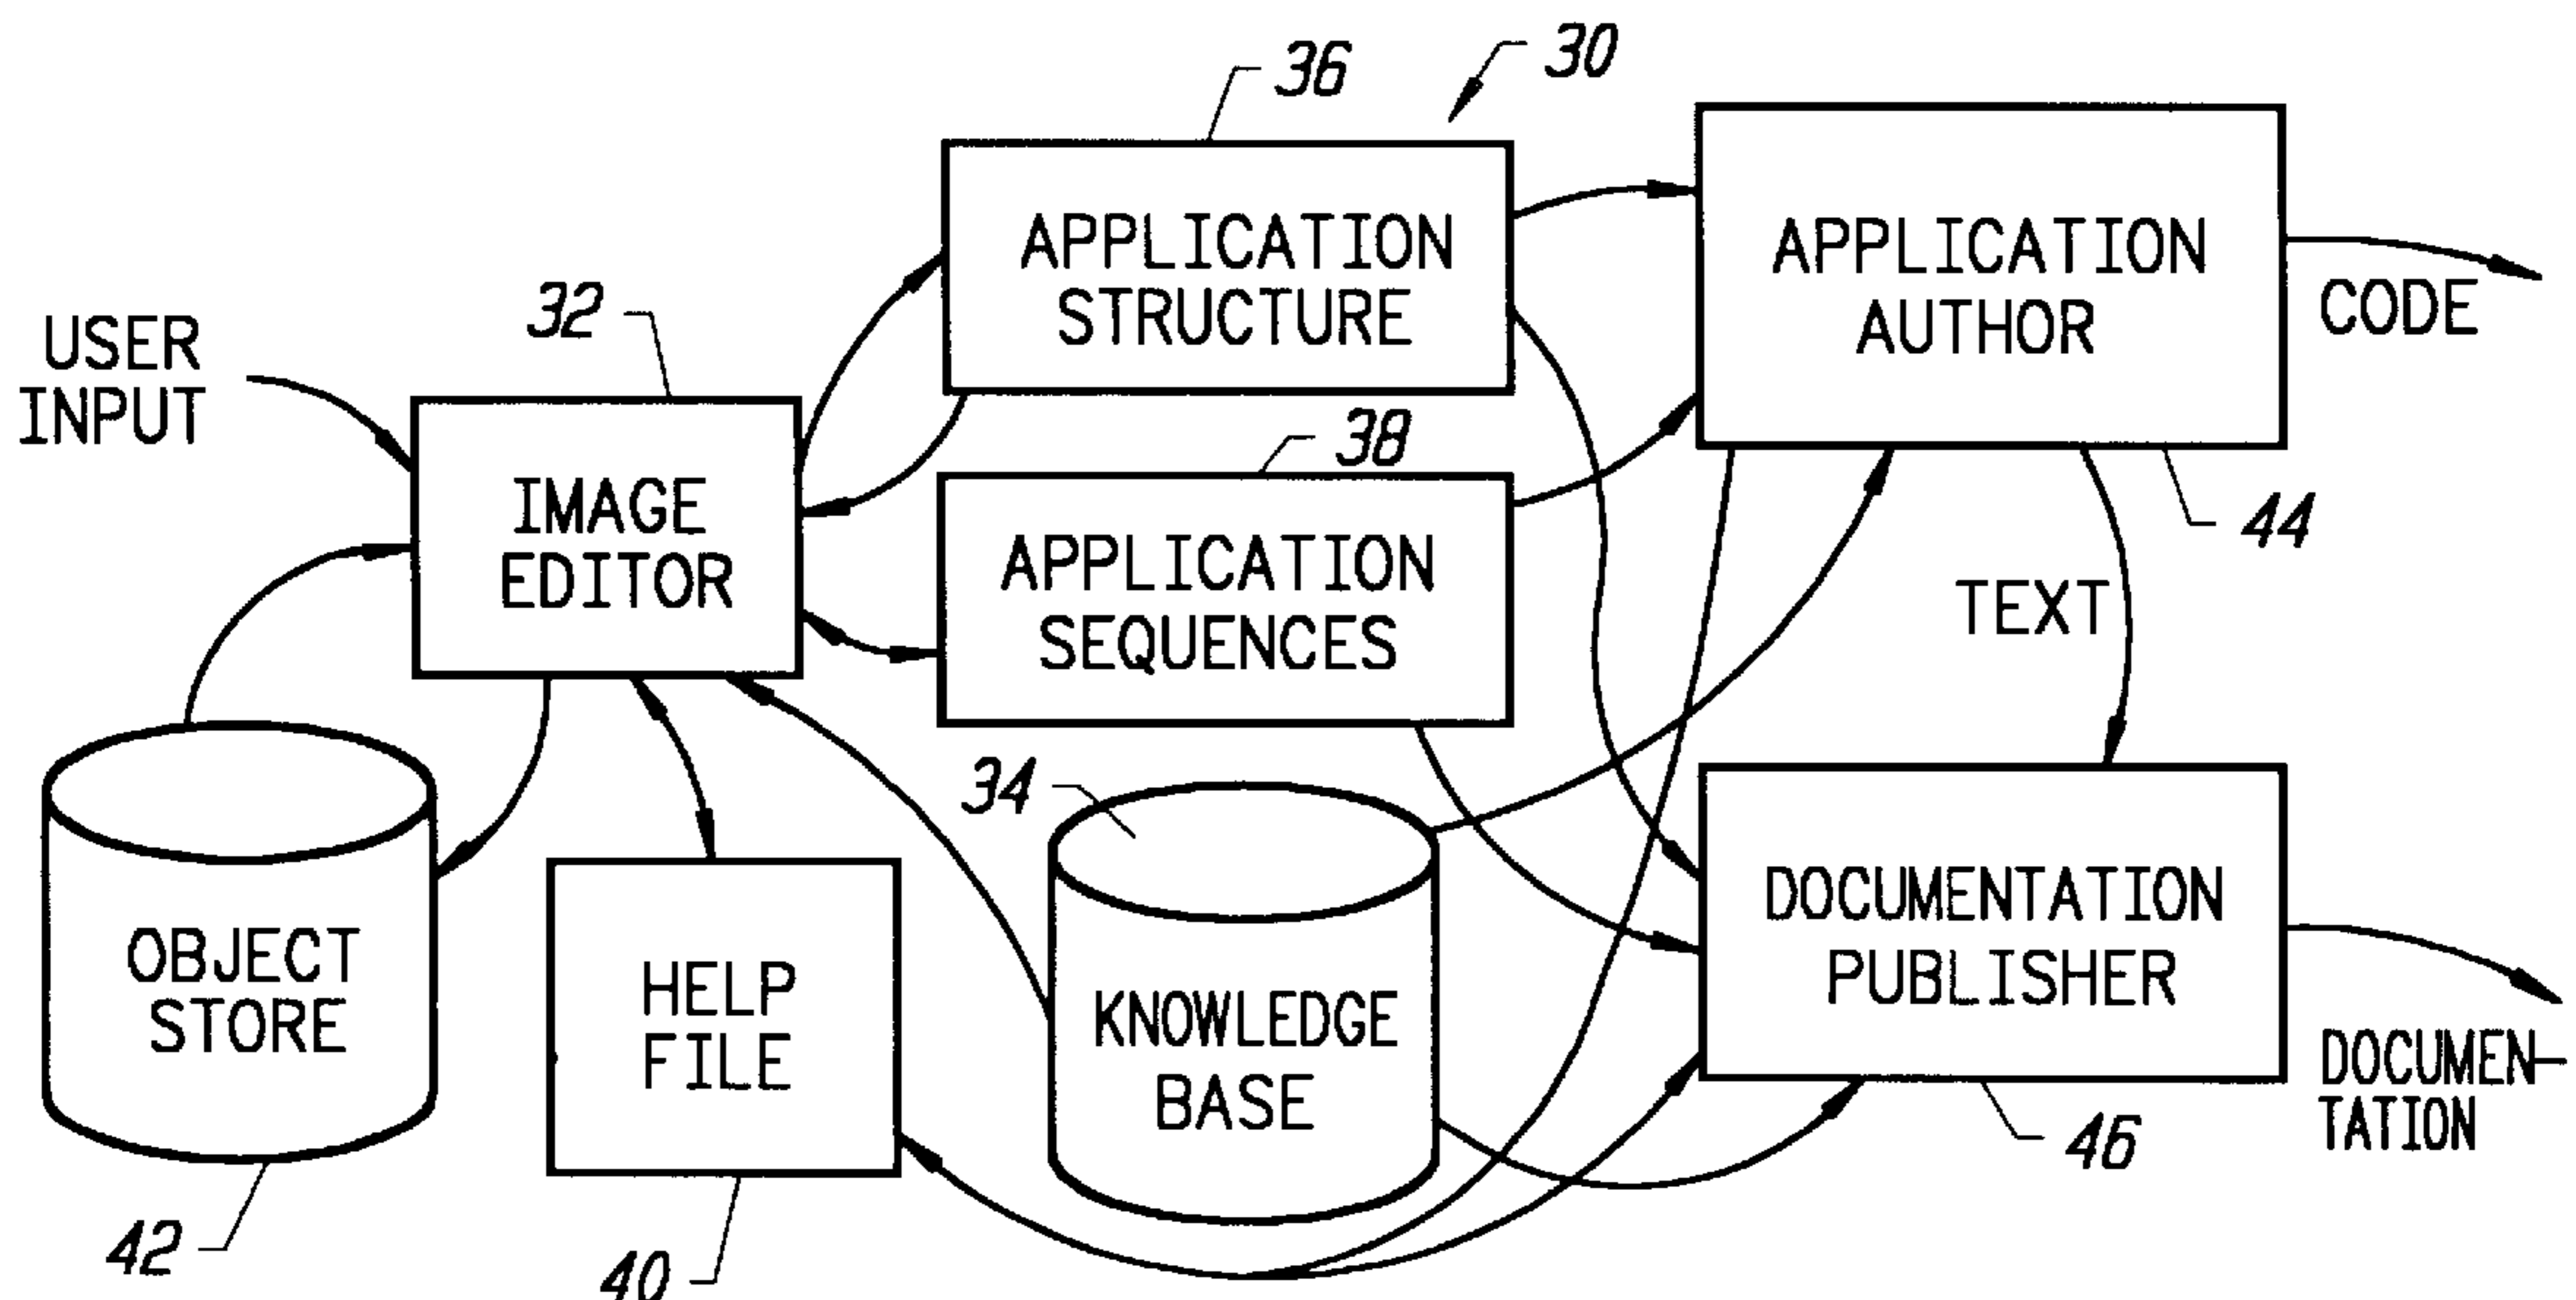 30
36
APPLICATION
STRUCTURE
APPLICATION
AUTHOR
CODE
44
32
USER
INPUT
IMAGE
EDITOR
38
APPLICATION
SEQUENCES
TEXT
34
KNOWLEDGE
BASE
OBJECT
STORE
42
HELP
FILE
40
DOCUMENTATION
PUBLISHER
46
DOCUMEN-
TATION